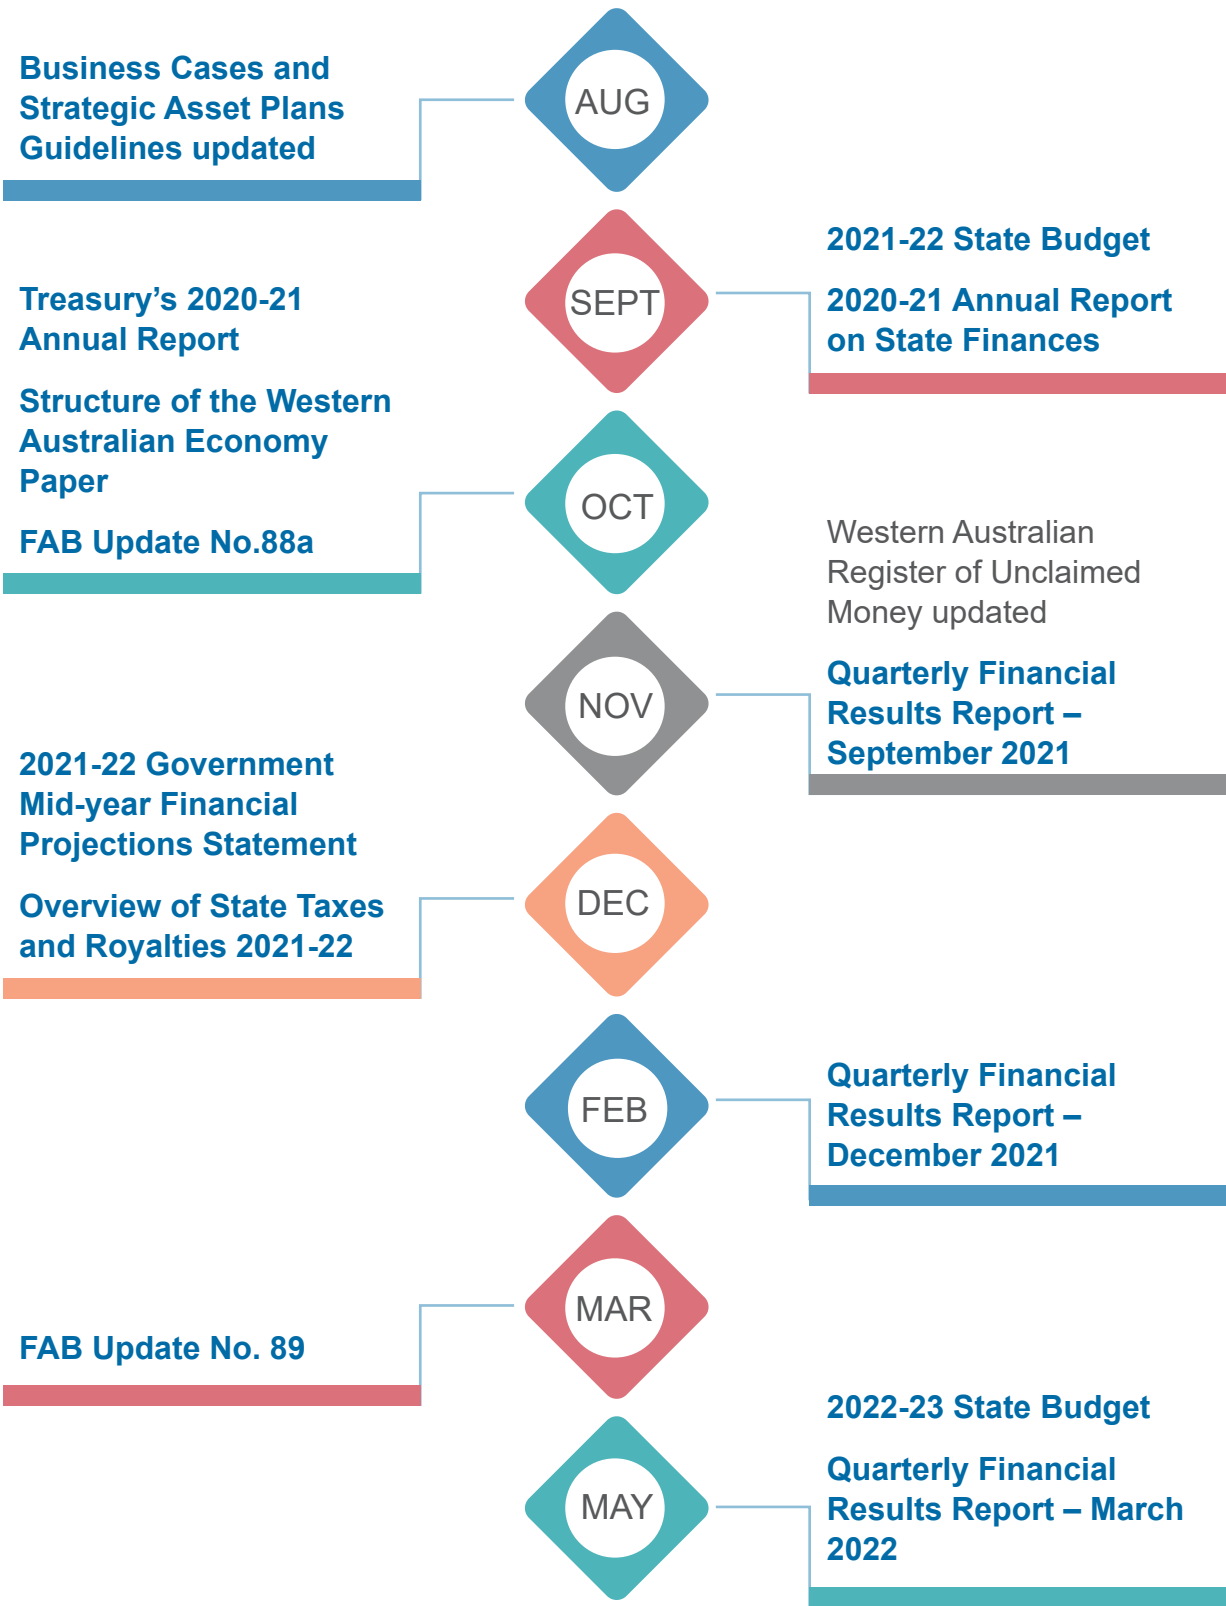 AUG
Business Cases and
Strategic Asset Plans
Guidelines updated
SEPT
2021-22 State Budget
2020-21 Annual Report
on State Finances
OCT
Treasury’s 2020-21
Annual Report
Structure of the Western
Australian Economy
Paper
FAB Update No.88a
NOV
Western Australian
Register of Unclaimed
Money updated
Quarterly Financial
Results Report –
September 2021
DEC
2021-22 Government
Mid-year Financial
Projections Statement
Overview of State Taxes
and Royalties 2021-22
FEB
Quarterly Financial
Results Report –
December 2021
MAR
FAB Update No. 89
MAY
2022-23 State Budget
Quarterly Financial
Results Report – March
2022